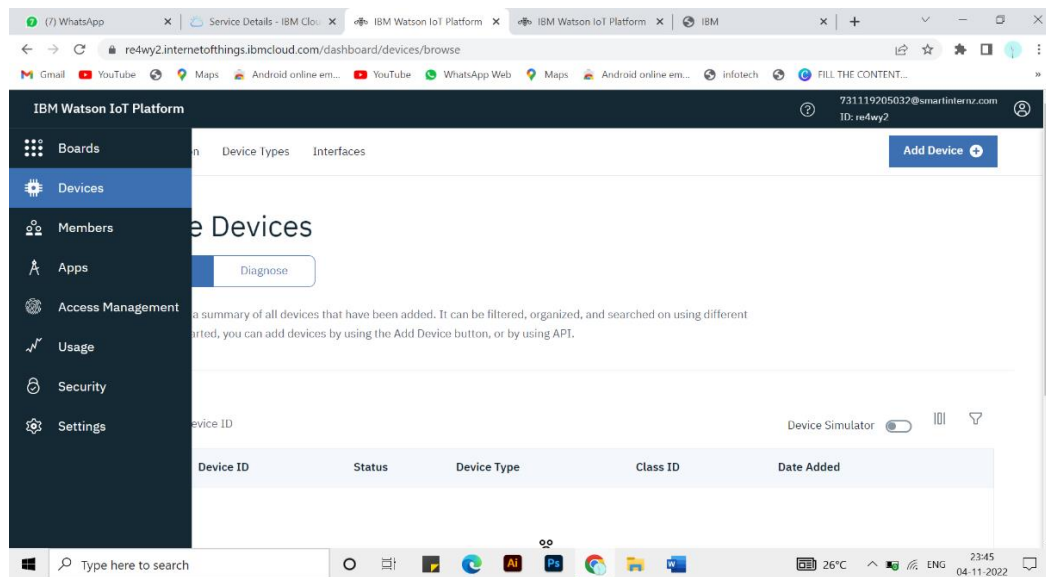 (7) WhatsApp
Service Details - IBM Clou
IBM Watson IoT Platform
IBM Watson IoT Platform
IBM
re4wy2.internetofthings.ibmcloud.com/dashboard/devices/browse
Gmail YouTube Maps Android online em... YouTube WhatsApp Web Maps Android online em... infotech FILL THE CONTENT... »
IBM Watson IoT Platform
731119205032@smartinternz.com
ID: re4wy2
Boards
n Device Types Interfaces
Add Device
Devices
Members
e Devices
Apps
Diagnose
Access Management
a summary of all devices that have been added. It can be filtered, organized, and searched on using different
arted, you can add devices by using the Add Device button, or by using API.
Usage
Security
Settings
evice ID
Device Simulator
Device ID Status Device Type Class ID Date Added
Type here to search
Ai
Ps
26°C
ENG
23:45
04-11-2022